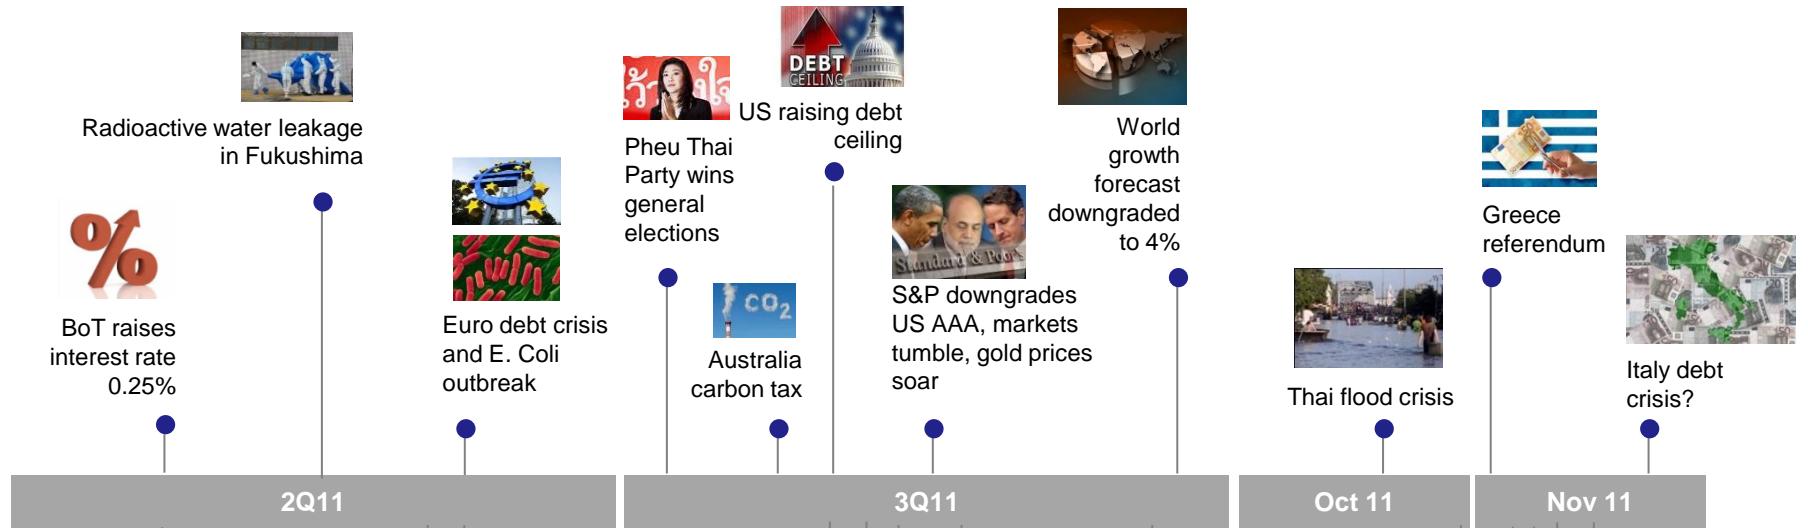 Radioactive water leakage
in Fukushima
BoT raises
interest rate
0.25%
Euro debt crisis
and E. Coli
outbreak
Pheu Thai
Party wins
general
elections
CO2
Australia
carbon tax
DEBT
CEILING
US raising debt
ceiling
Standard & Poor's
S&P downgrades
US AAA, markets
tumble, gold prices
soar
World
growth
forecast
downgraded
to 4%
Thai flood crisis
Greece
referendum
Italy debt
crisis?
2Q11
3Q11
Oct 11
Nov 11